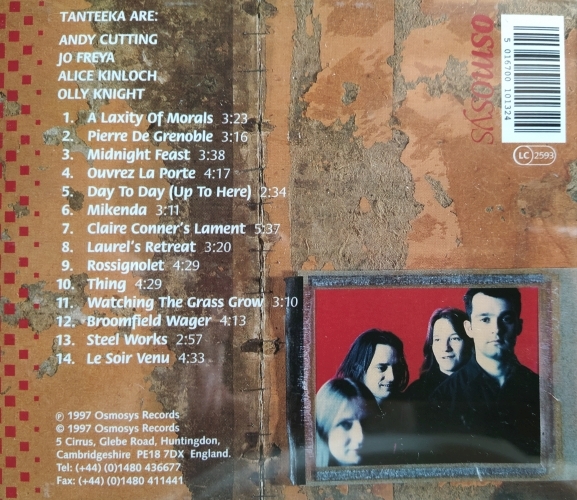 TANTEEKA ARE:
ANDY CUTTING
JO FREYA
ALICE KINLOCH
OLLY KNIGHT
1. A Laxity Of Morals 3:23
2. Pierre De Grenoble 3:16
3. Midnight Feast 3:38
4. Ouvrez La Porte 4:17
5. Day To Day (Up To Here) 2:34
6. Mikenda 3:11
7. Claire Conner's Lament 5:37
8. Laurel's Retreat 3:20
9. Rossignolet 4:29
10. Thing 4:29
11. Watching The Grass Grow 3:10
12. Broomfield Wager 4:13
13. Steel Works 2:57
14. Le Soir Venu 4:33
℗ 1997 Osmosys Records
© 1997 Osmosys Records
5 Cirrus, Glebe Road, Huntingdon,
Cambridgeshire PE18 7DX England.
Tel: (+44) (0)1480 436677
Fax: (+44) (0)1480 411441
osmosys
5 016700 101324
LC 2593